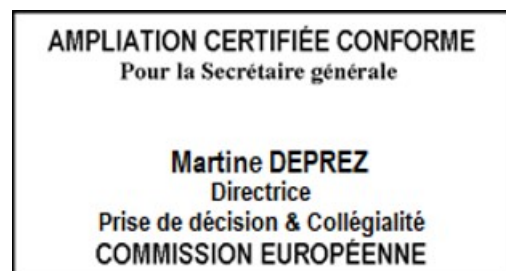 AMPLIATION CERTIFIÉE CONFORME
Pour la Secrétaire générale
Martine DEPREZ
Directrice
Prise de décision & Collégialité
COMMISSION EUROPÉENNE